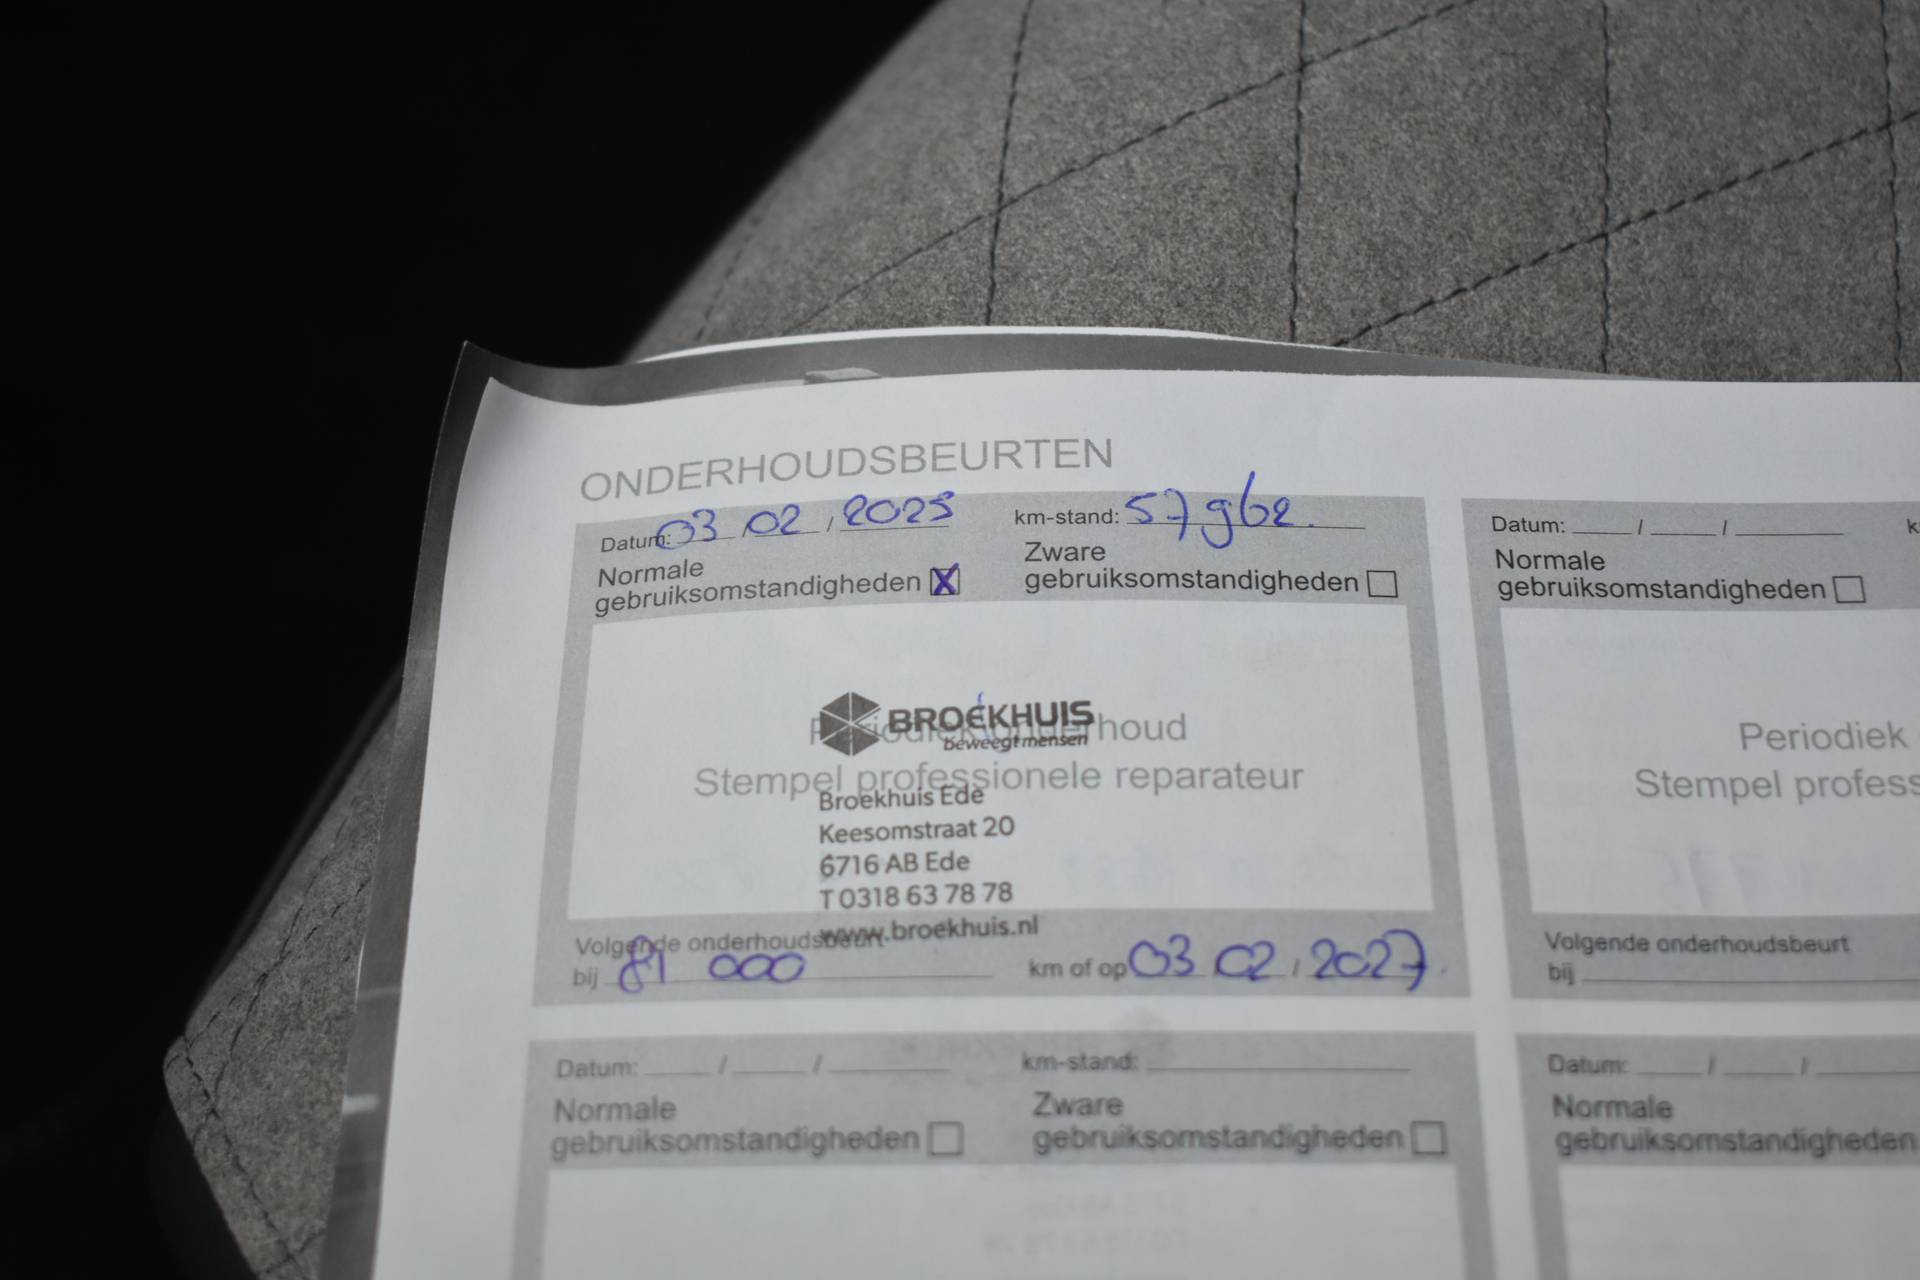 ONDERHOUDSBEURTEN
Datum: 03 / 02 / 2025 km-stand: 57962.
Normale gebruiksomstandigheden X Zware gebruiksomstandigheden
Periodiek onderhoud
Stempel professionele reparateur
BROEKHUIS
beweegt mensen
Broekhuis Ede
Keesomstraat 20
6716 AB Ede
T 0318 63 78 78
www.broekhuis.nl
Volgende onderhoudsbeurt
bij 81 000 km of op 03 02 / 2027.
Datum: / /
Normale
gebruiksomstandigheden
Periodiek
Stempel
Volgende onderhoudsbeurt
bij
Datum: / / km-stand:
Normale gebruiksomstandigheden Zware gebruiksomstandigheden
Datum: / /
Normale
gebruiksomstandigheden